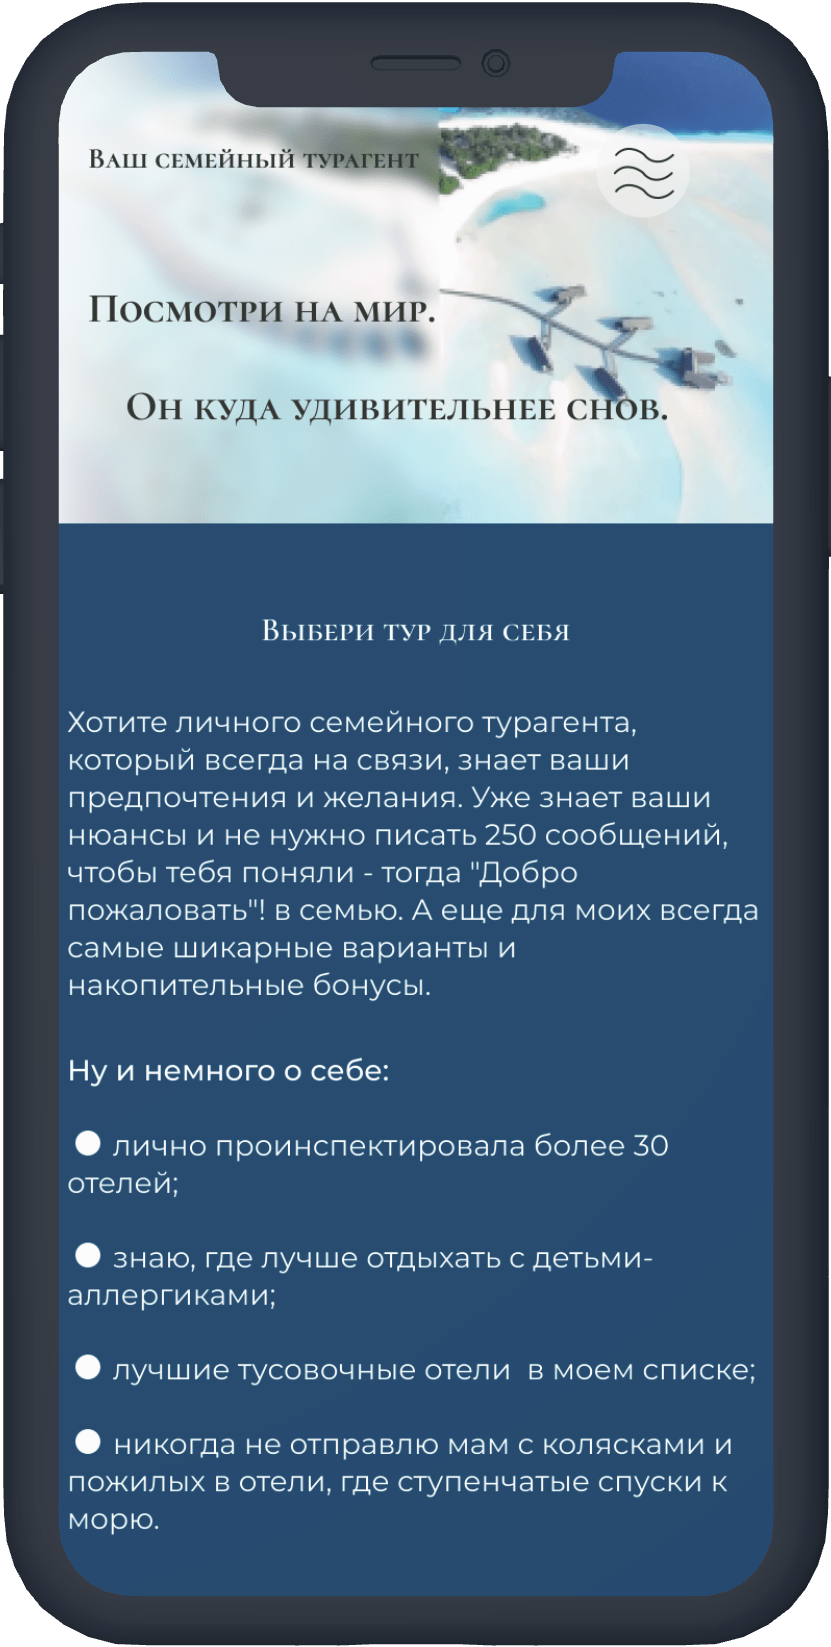 Ваш семейный турагент
Посмотри на мир.
Он куда удивительнее снов.
Выбери тур для себя
Хотите личного семейного турагента,
который всегда на связи, знает ваши
предпочтения и желания. Уже знает ваши
нюансы и не нужно писать 250 сообщений,
чтобы тебя поняли - тогда "Добро
пожаловать"! в семью. А еще для моих всегда
самые шикарные варианты и
накопительные бонусы.
Ну и немного о себе:
● лично проинспектировала более 30
отелей;
● знаю, где лучше отдыхать с детьми-
аллергиками;
● лучшие тусовочные отели  в моем списке;
● никогда не отправлю мам с колясками и
пожилых в отели, где ступенчатые спуски к
морю.